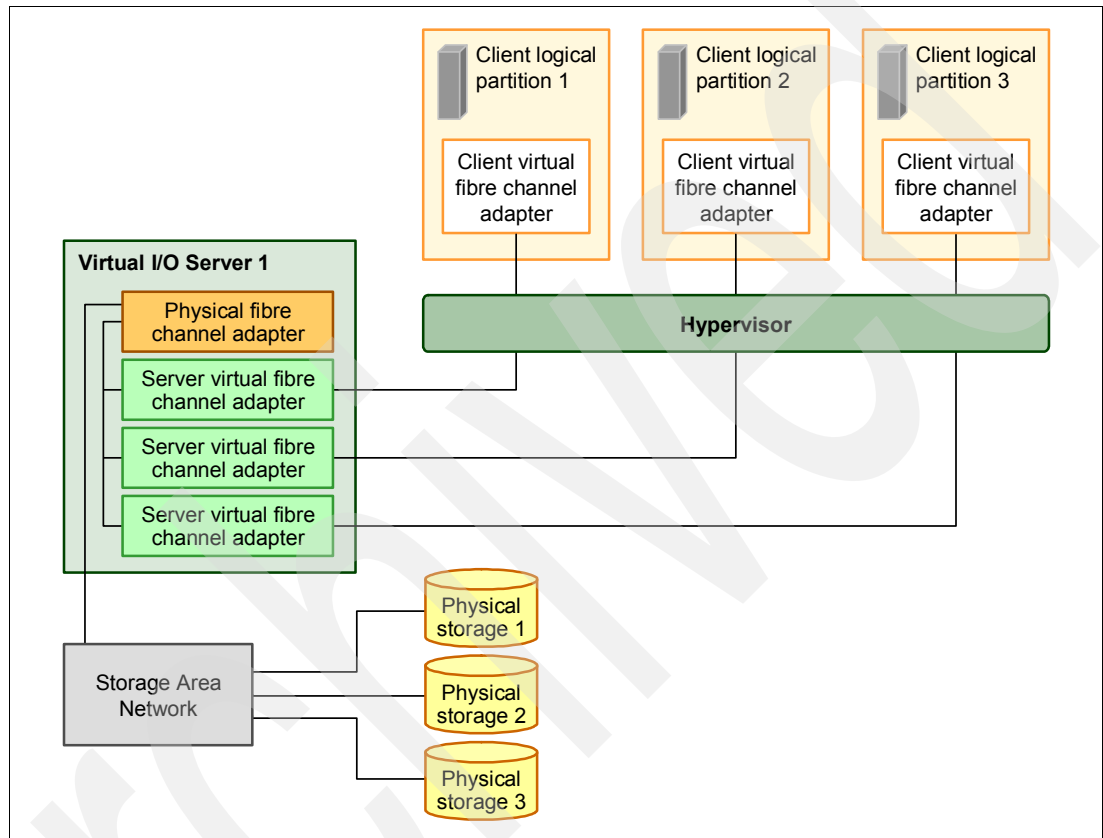 Client logical
partition 1
Client virtual
fibre channel
adapter
Client logical
partition 2
Client virtual
fibre channel
adapter
Client logical
partition 3
Client virtual
fibre channel
adapter
Hypervisor
Virtual I/O Server 1
Physical fibre
channel adapter
Server virtual fibre
channel adapter
Server virtual fibre
channel adapter
Server virtual fibre
channel adapter
Storage Area
Network
Physical
storage 1
Physical
storage 2
Physical
storage 3